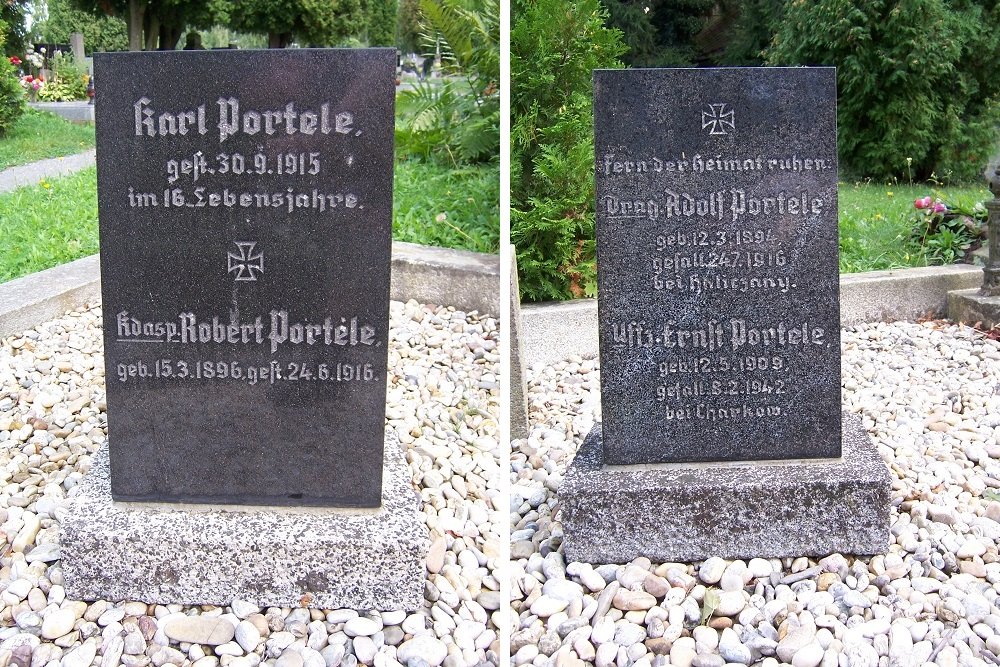 Karl Portele,
gest. 30.9.1915
im 16. Lebensjahre.
Kdasp. Robert Portele,
geb. 15.3.1896, gest. 24.6.1916.
Fern der Heimat ruhen:
Drag. Adolf Portele
geb. 12.3.1894
gefall. 24.7.1916
bei Haliczany.
Uffz. Ernst Portele,
geb. 12.5.1909,
gefall. 8.2.1942
bei Charkow.